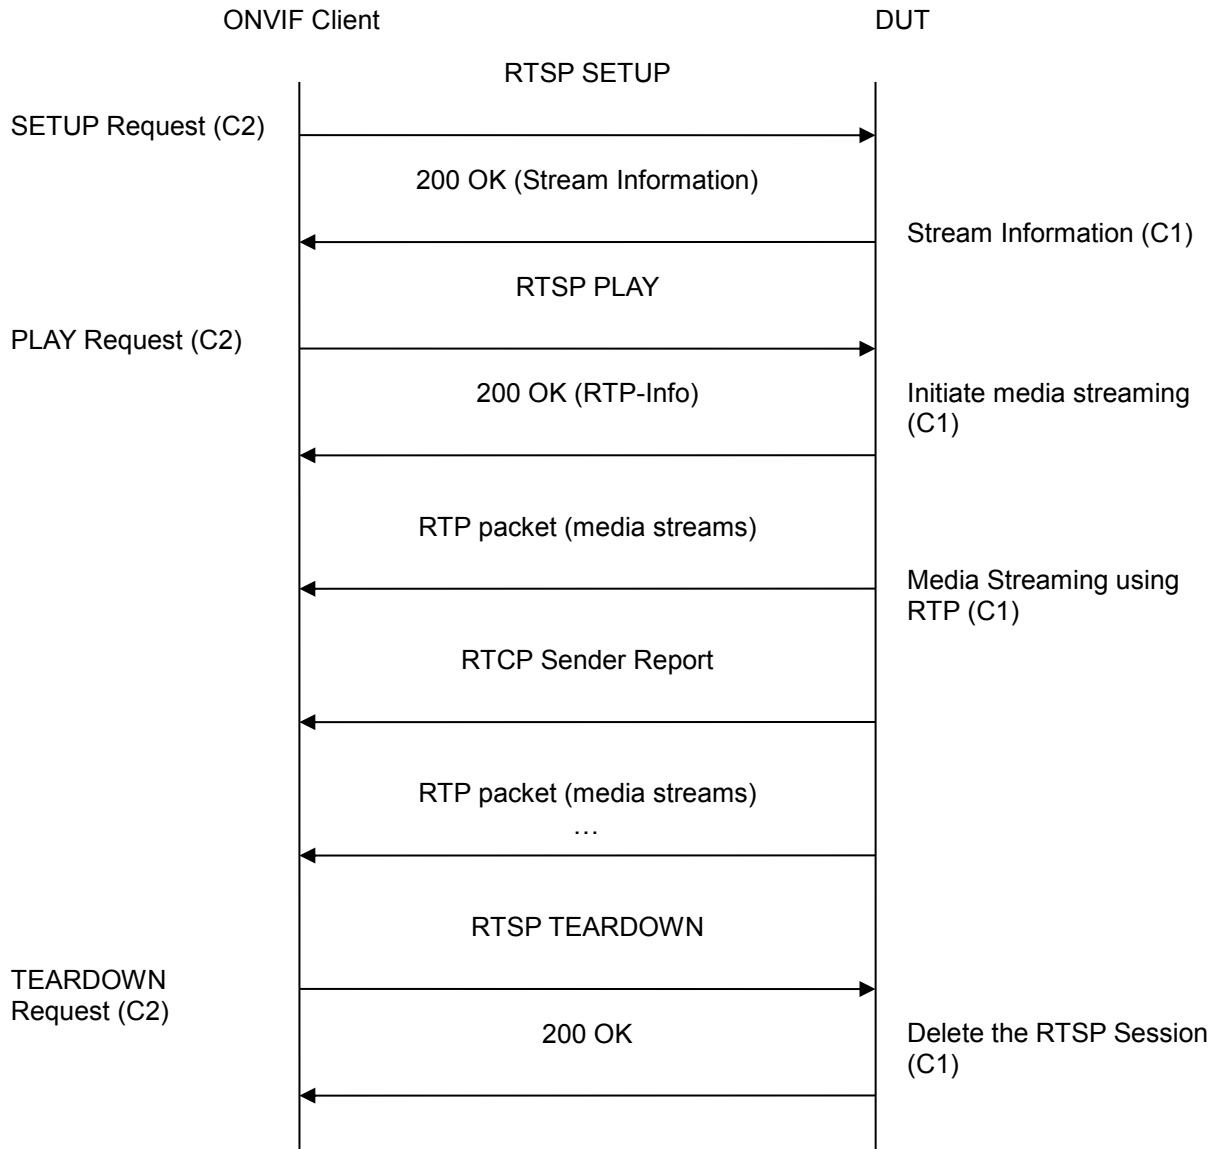 ONVIF Client
DUT
RTSP SETUP
SETUP Request (C2)
200 OK (Stream Information)
Stream Information (C1)
RTSP PLAY
PLAY Request (C2)
200 OK (RTP-Info)
Initiate media streaming
(C1)
RTP packet (media streams)
Media Streaming using
RTP (C1)
RTCP Sender Report
RTP packet (media streams)
…
RTSP TEARDOWN
TEARDOWN
Request (C2)
200 OK
Delete the RTSP Session
(C1)